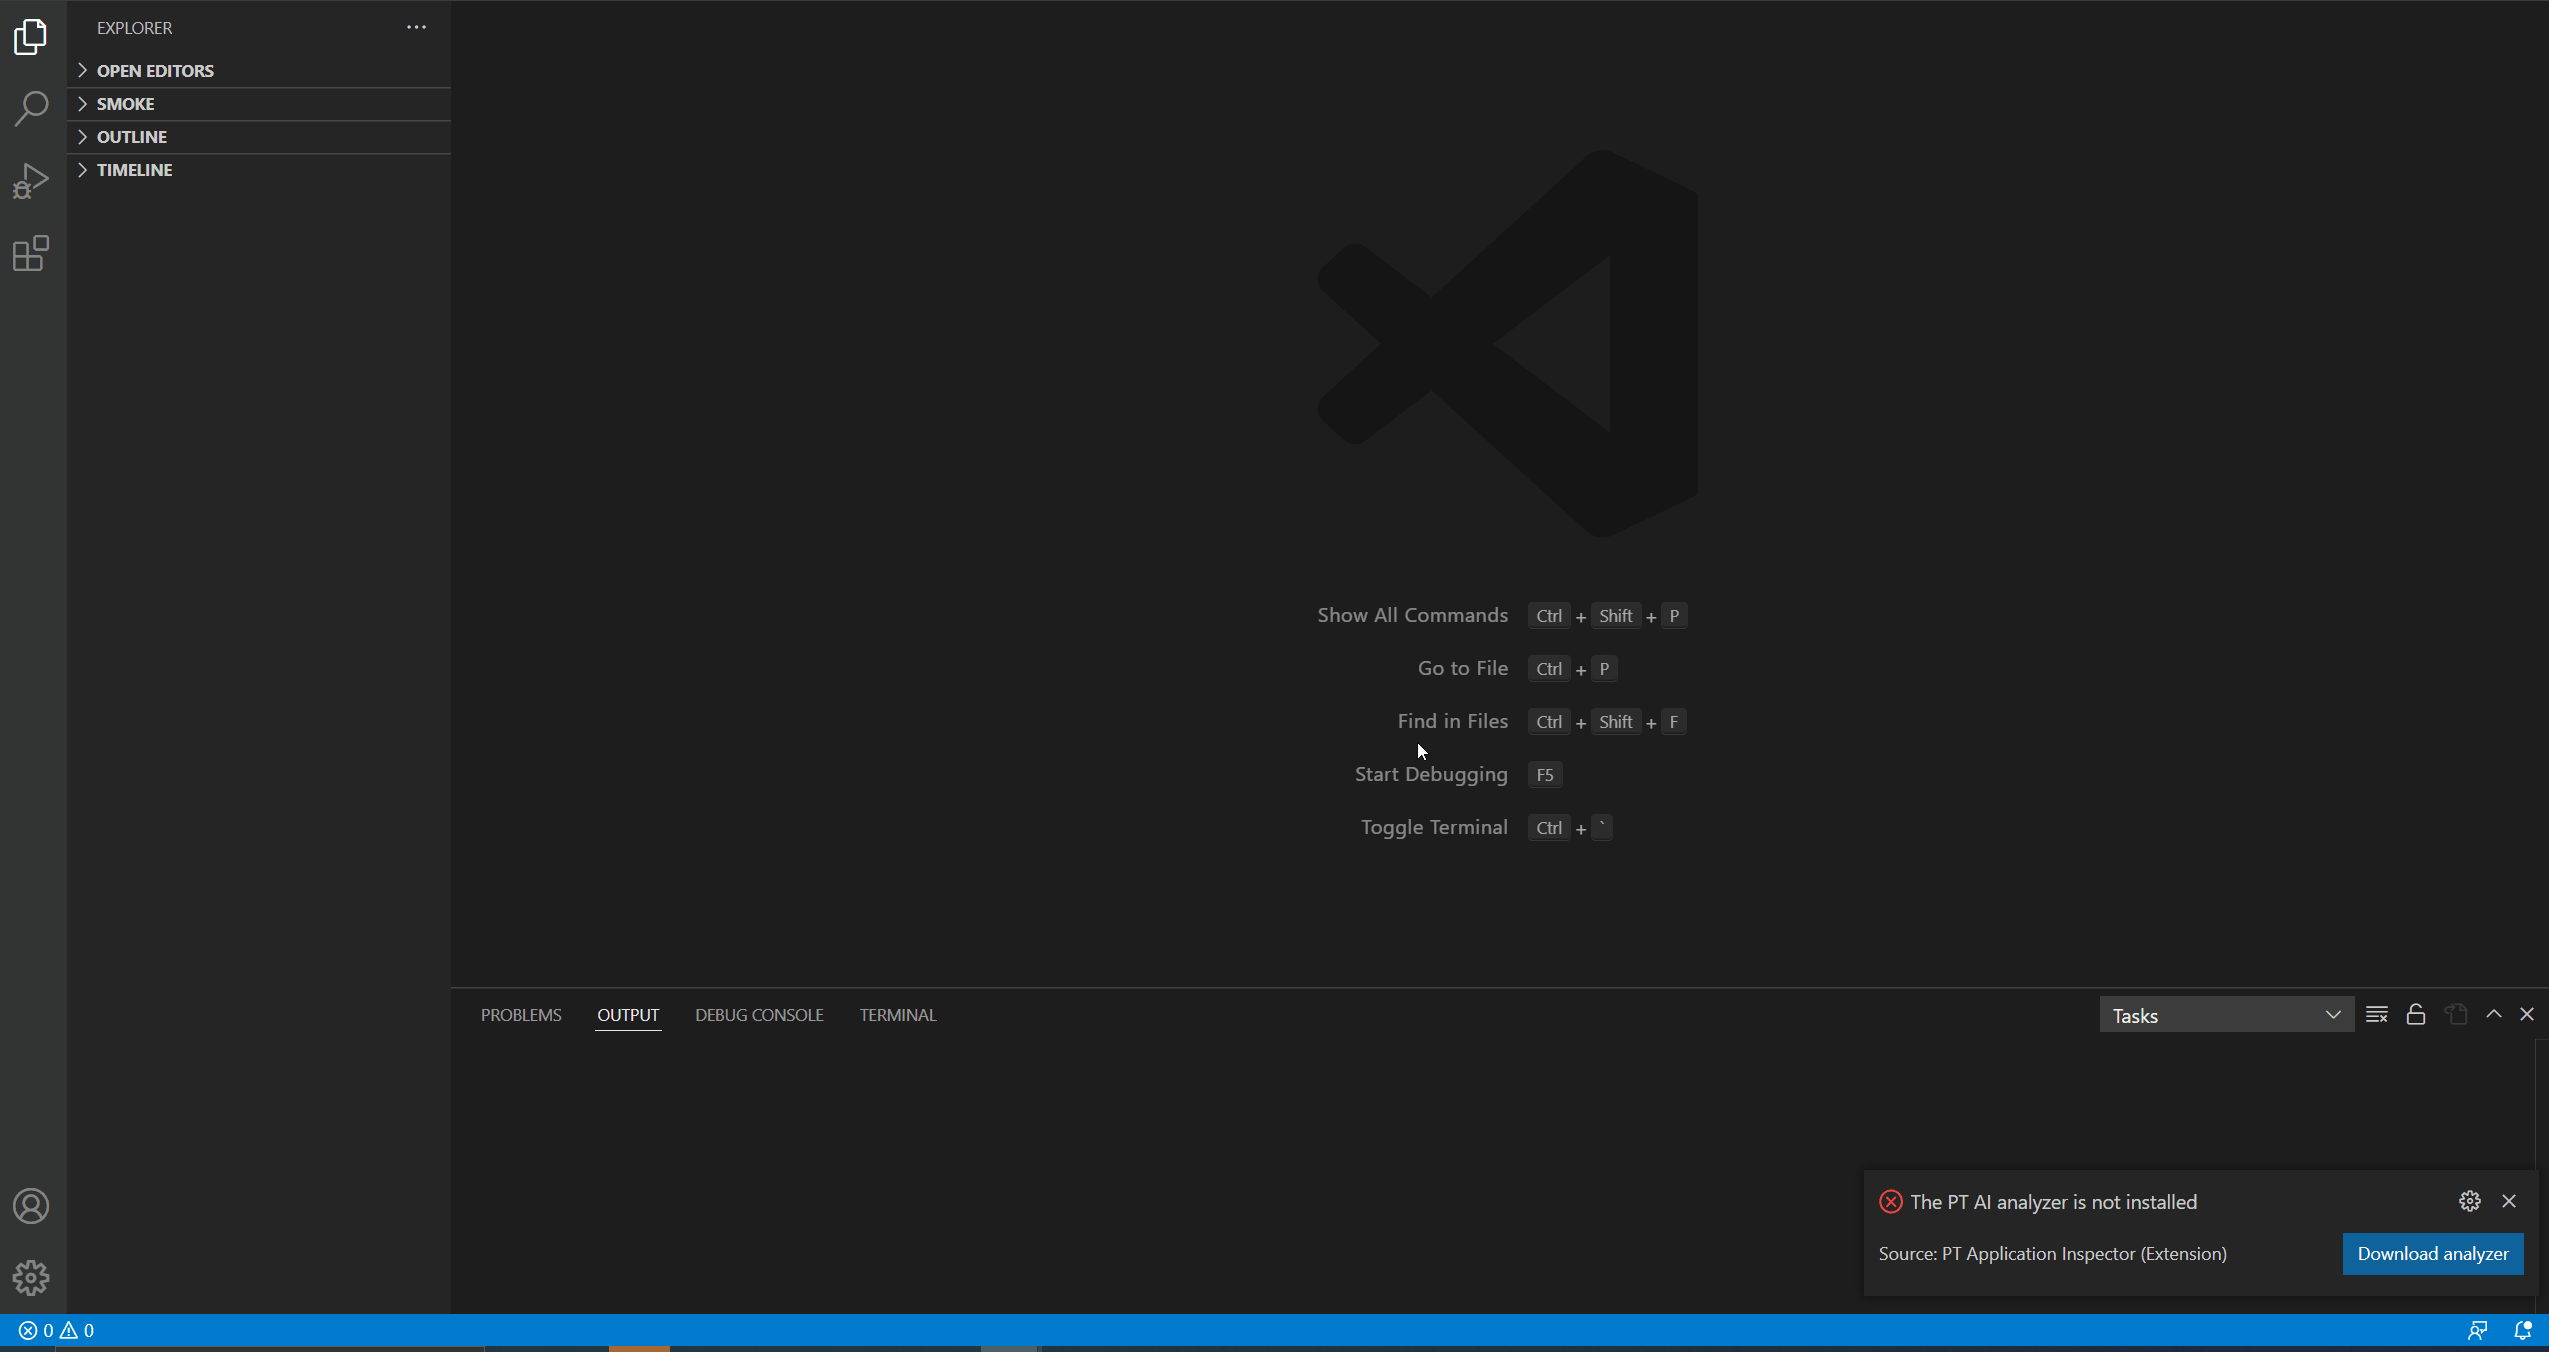 EXPLORER
OPEN EDITORS
SMOKE
OUTLINE
TIMELINE
Show All Commands Ctrl + Shift + P
Go to File Ctrl + P
Find in Files Ctrl + Shift + F
Start Debugging F5
Toggle Terminal Ctrl + `
PROBLEMS OUTPUT DEBUG CONSOLE TERMINAL Tasks
The PT AI analyzer is not installed
Source: PT Application Inspector (Extension) Download analyzer
0 0